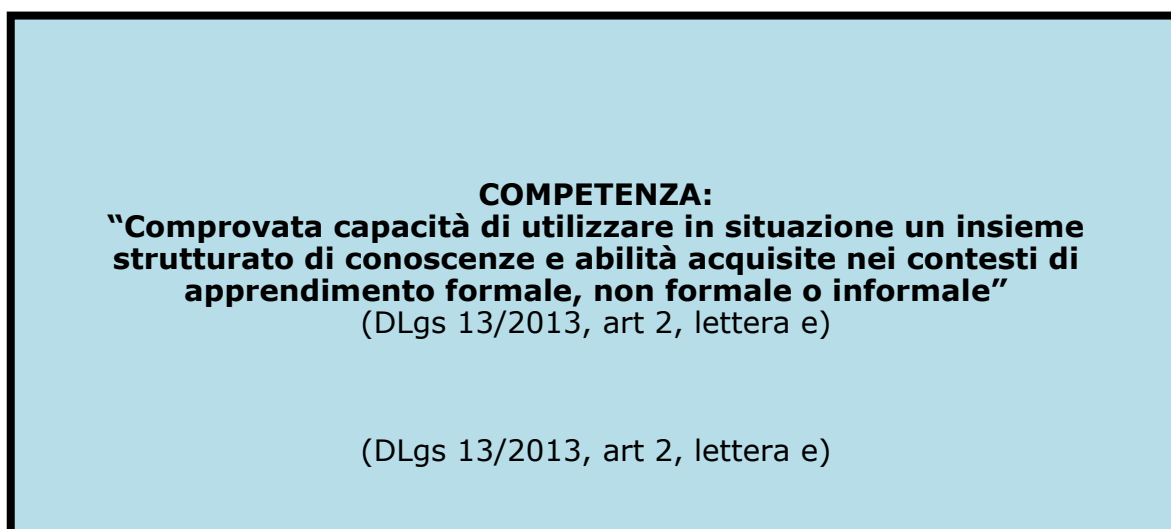 COMPETENZA:
“Comprovata capacità di utilizzare in situazione un insieme
strutturato di conoscenze e abilità acquisite nei contesti di
apprendimento formale, non formale o informale”
(DLgs 13/2013, art 2, lettera e)
(DLgs 13/2013, art 2, lettera e)